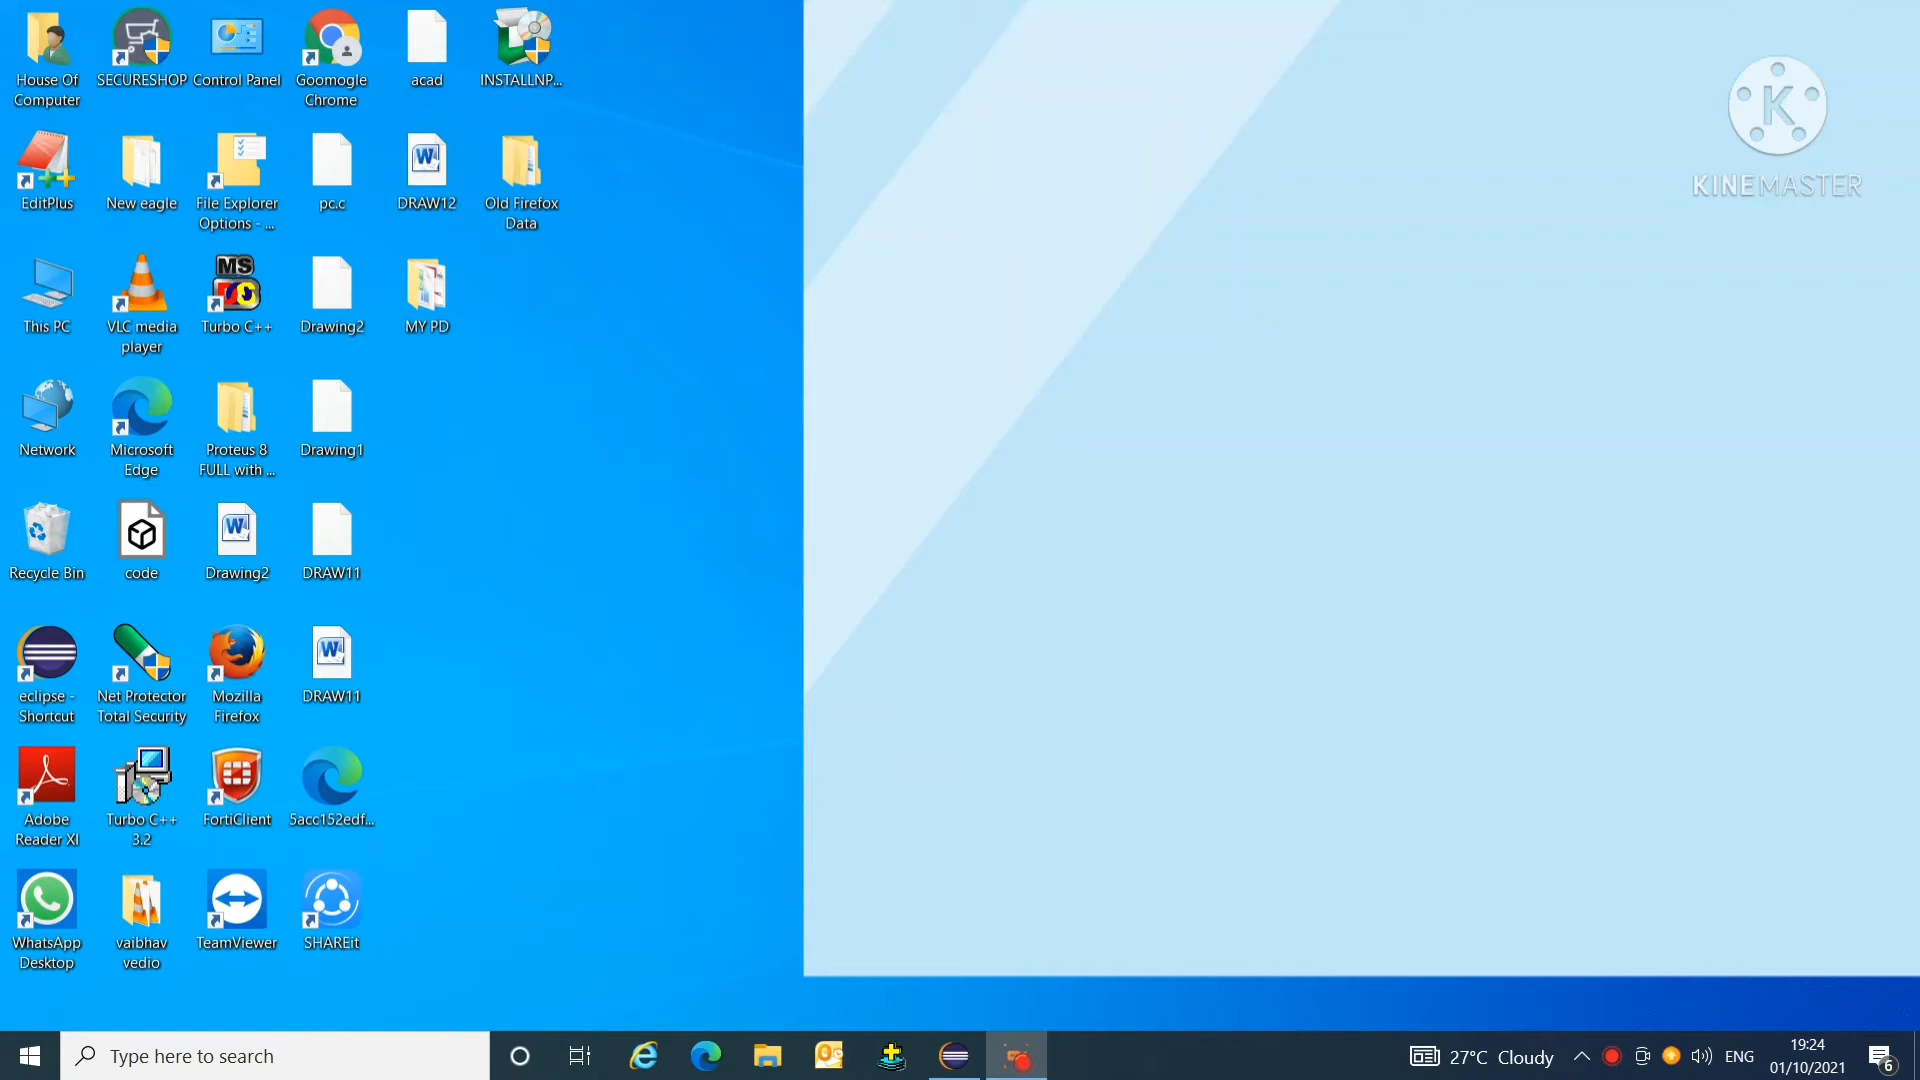 House Of
Computer
SECURESHOP
Control Panel
Goomogle
Chrome
acad
INSTALLNP...
EditPlus
New eagle
File Explorer
Options - ...
pc.c
DRAW12
Old Firefox
Data
This PC
VLC media
player
MS
Turbo C++
Drawing2
MY PD
Network
Microsoft
Edge
Proteus 8
FULL with ...
Drawing1
Recycle Bin
code
Drawing2
DRAW11
eclipse -
Shortcut
Net Protector
Total Security
Mozilla
Firefox
DRAW11
Adobe
Reader XI
Turbo C++
3.2
FortiClient
5acc152edf...
WhatsApp
Desktop
vaibhav
vedio
TeamViewer
SHAREit
K
KINEMASTER
Type here to search
27°C Cloudy
ENG
19:24
01/10/2021
6